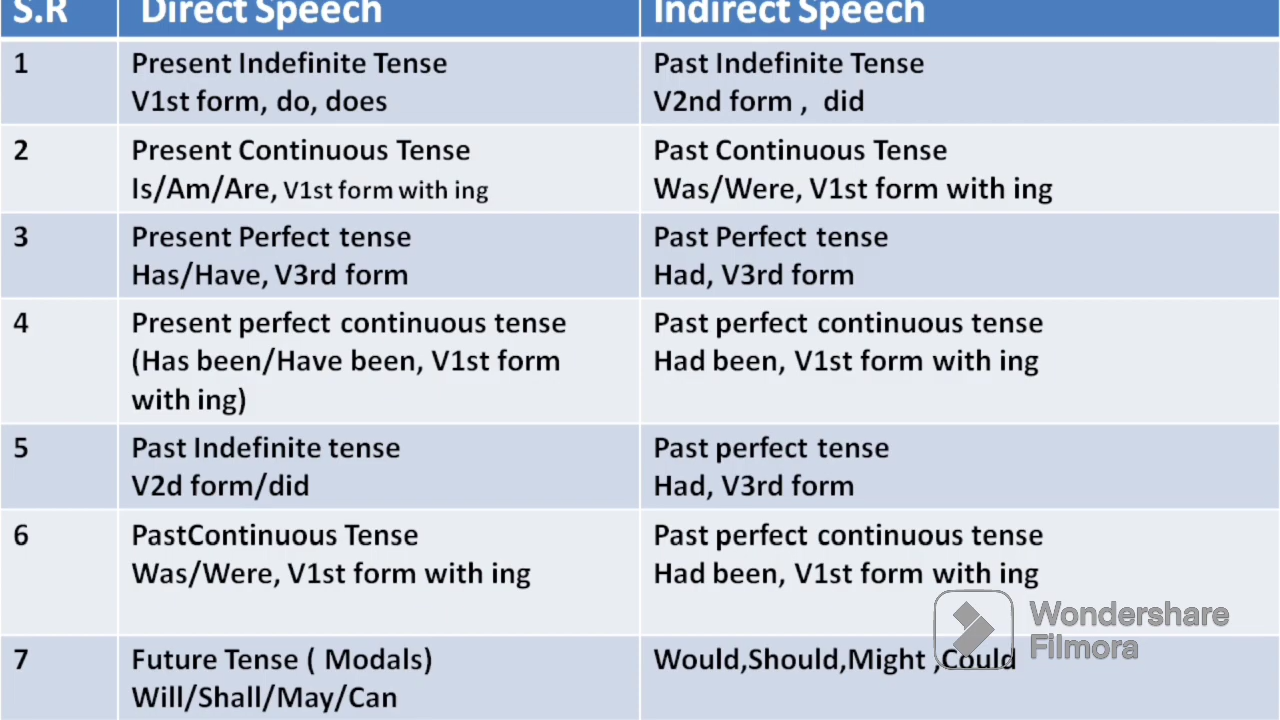 S.R Direct Speech Indirect Speech
1 Present Indefinite Tense Past Indefinite Tense
V1st form, do, does V2nd form , did
2 Present Continuous Tense Past Continuous Tense
Is/Am/Are, V1st form with ing Was/Were, V1st form with ing
3 Present Perfect tense Past Perfect tense
Has/Have, V3rd form Had, V3rd form
4 Present perfect continuous tense Past perfect continuous tense
(Has been/Have been, V1st form Had been, V1st form with ing
with ing)
5 Past Indefinite tense Past perfect tense
V2d form/did Had, V3rd form
6 PastContinuous Tense Past perfect continuous tense
Was/Were, V1st form with ing Had been, V1st form with ing
Wondershare
Filmora
7 Future Tense ( Modals) Would,Should,Might ,Could
Will/Shall/May/Can